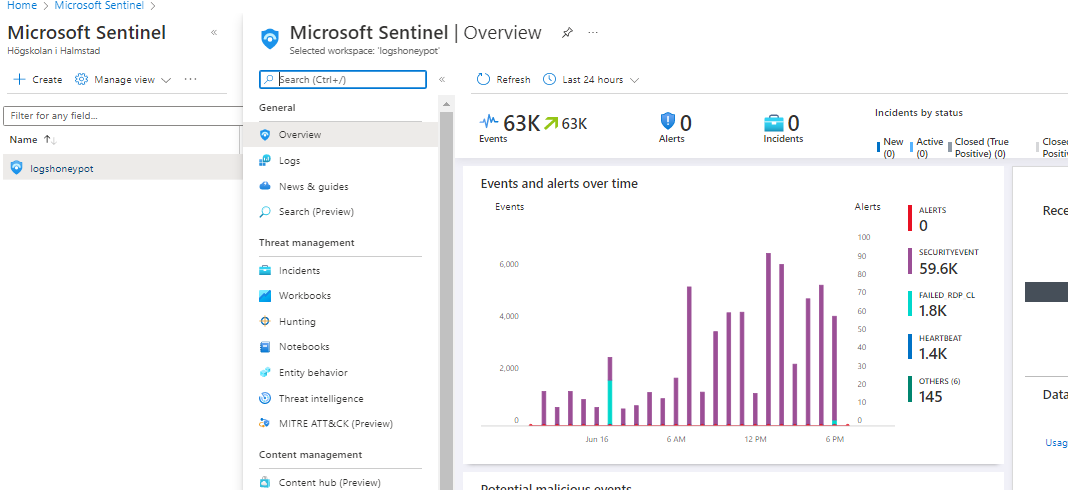 Home > Microsoft Sentinel >
Microsoft Sentinel
Högskolan i Halmstad
Create
Manage view
Filter for any field...
Name
logshoneypot
Microsoft Sentinel | Overview
Selected workspace: 'logshoneypot'
Search (Ctrl+/)
General
Overview
Logs
News & guides
Search (Preview)
Threat management
Incidents
Workbooks
Hunting
Notebooks
Entity behavior
Threat intelligence
MITRE ATT&CK (Preview)
Content management
Content hub (Preview)
Refresh
Last 24 hours
63K 63K
Events
0
Alerts
0
Incidents
Incidents by status
New (0)
Active (0)
Closed (True Positive) (0)
Closed
Events and alerts over time
Events
Alerts
6,000
4,000
2,000
0
100
90
80
70
60
50
40
30
20
10
0
Jun 16
6 AM
12 PM
6 PM
ALERTS
0
SECURITYEVENT
59.6K
FAILED_RDP_CL
1.8K
HEARTBEAT
1.4K
OTHERS (6)
145
Potential malicious events
Rece
Data
Usag